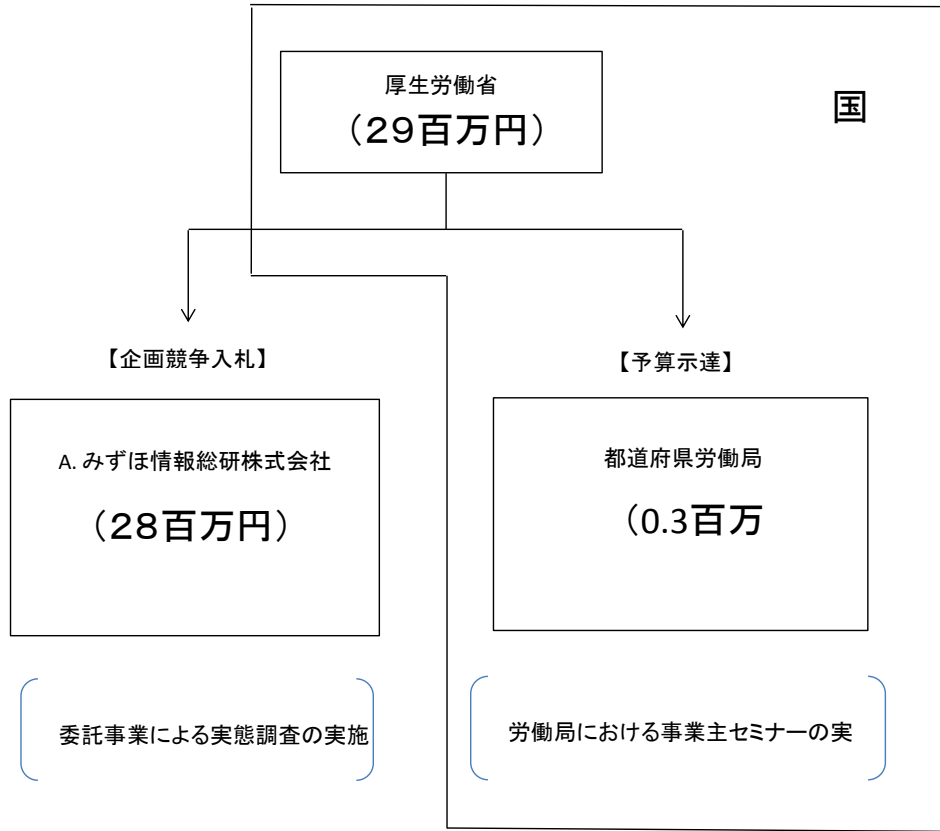 厚生労働省
（２９百万円）
国
【企画競争入札】
【予算示達】
A. みずほ情報総研株式会社
（２８百万円）
都道府県労働局
（0.3百万
委託事業による実態調査の実施
労働局における事業主セミナーの実